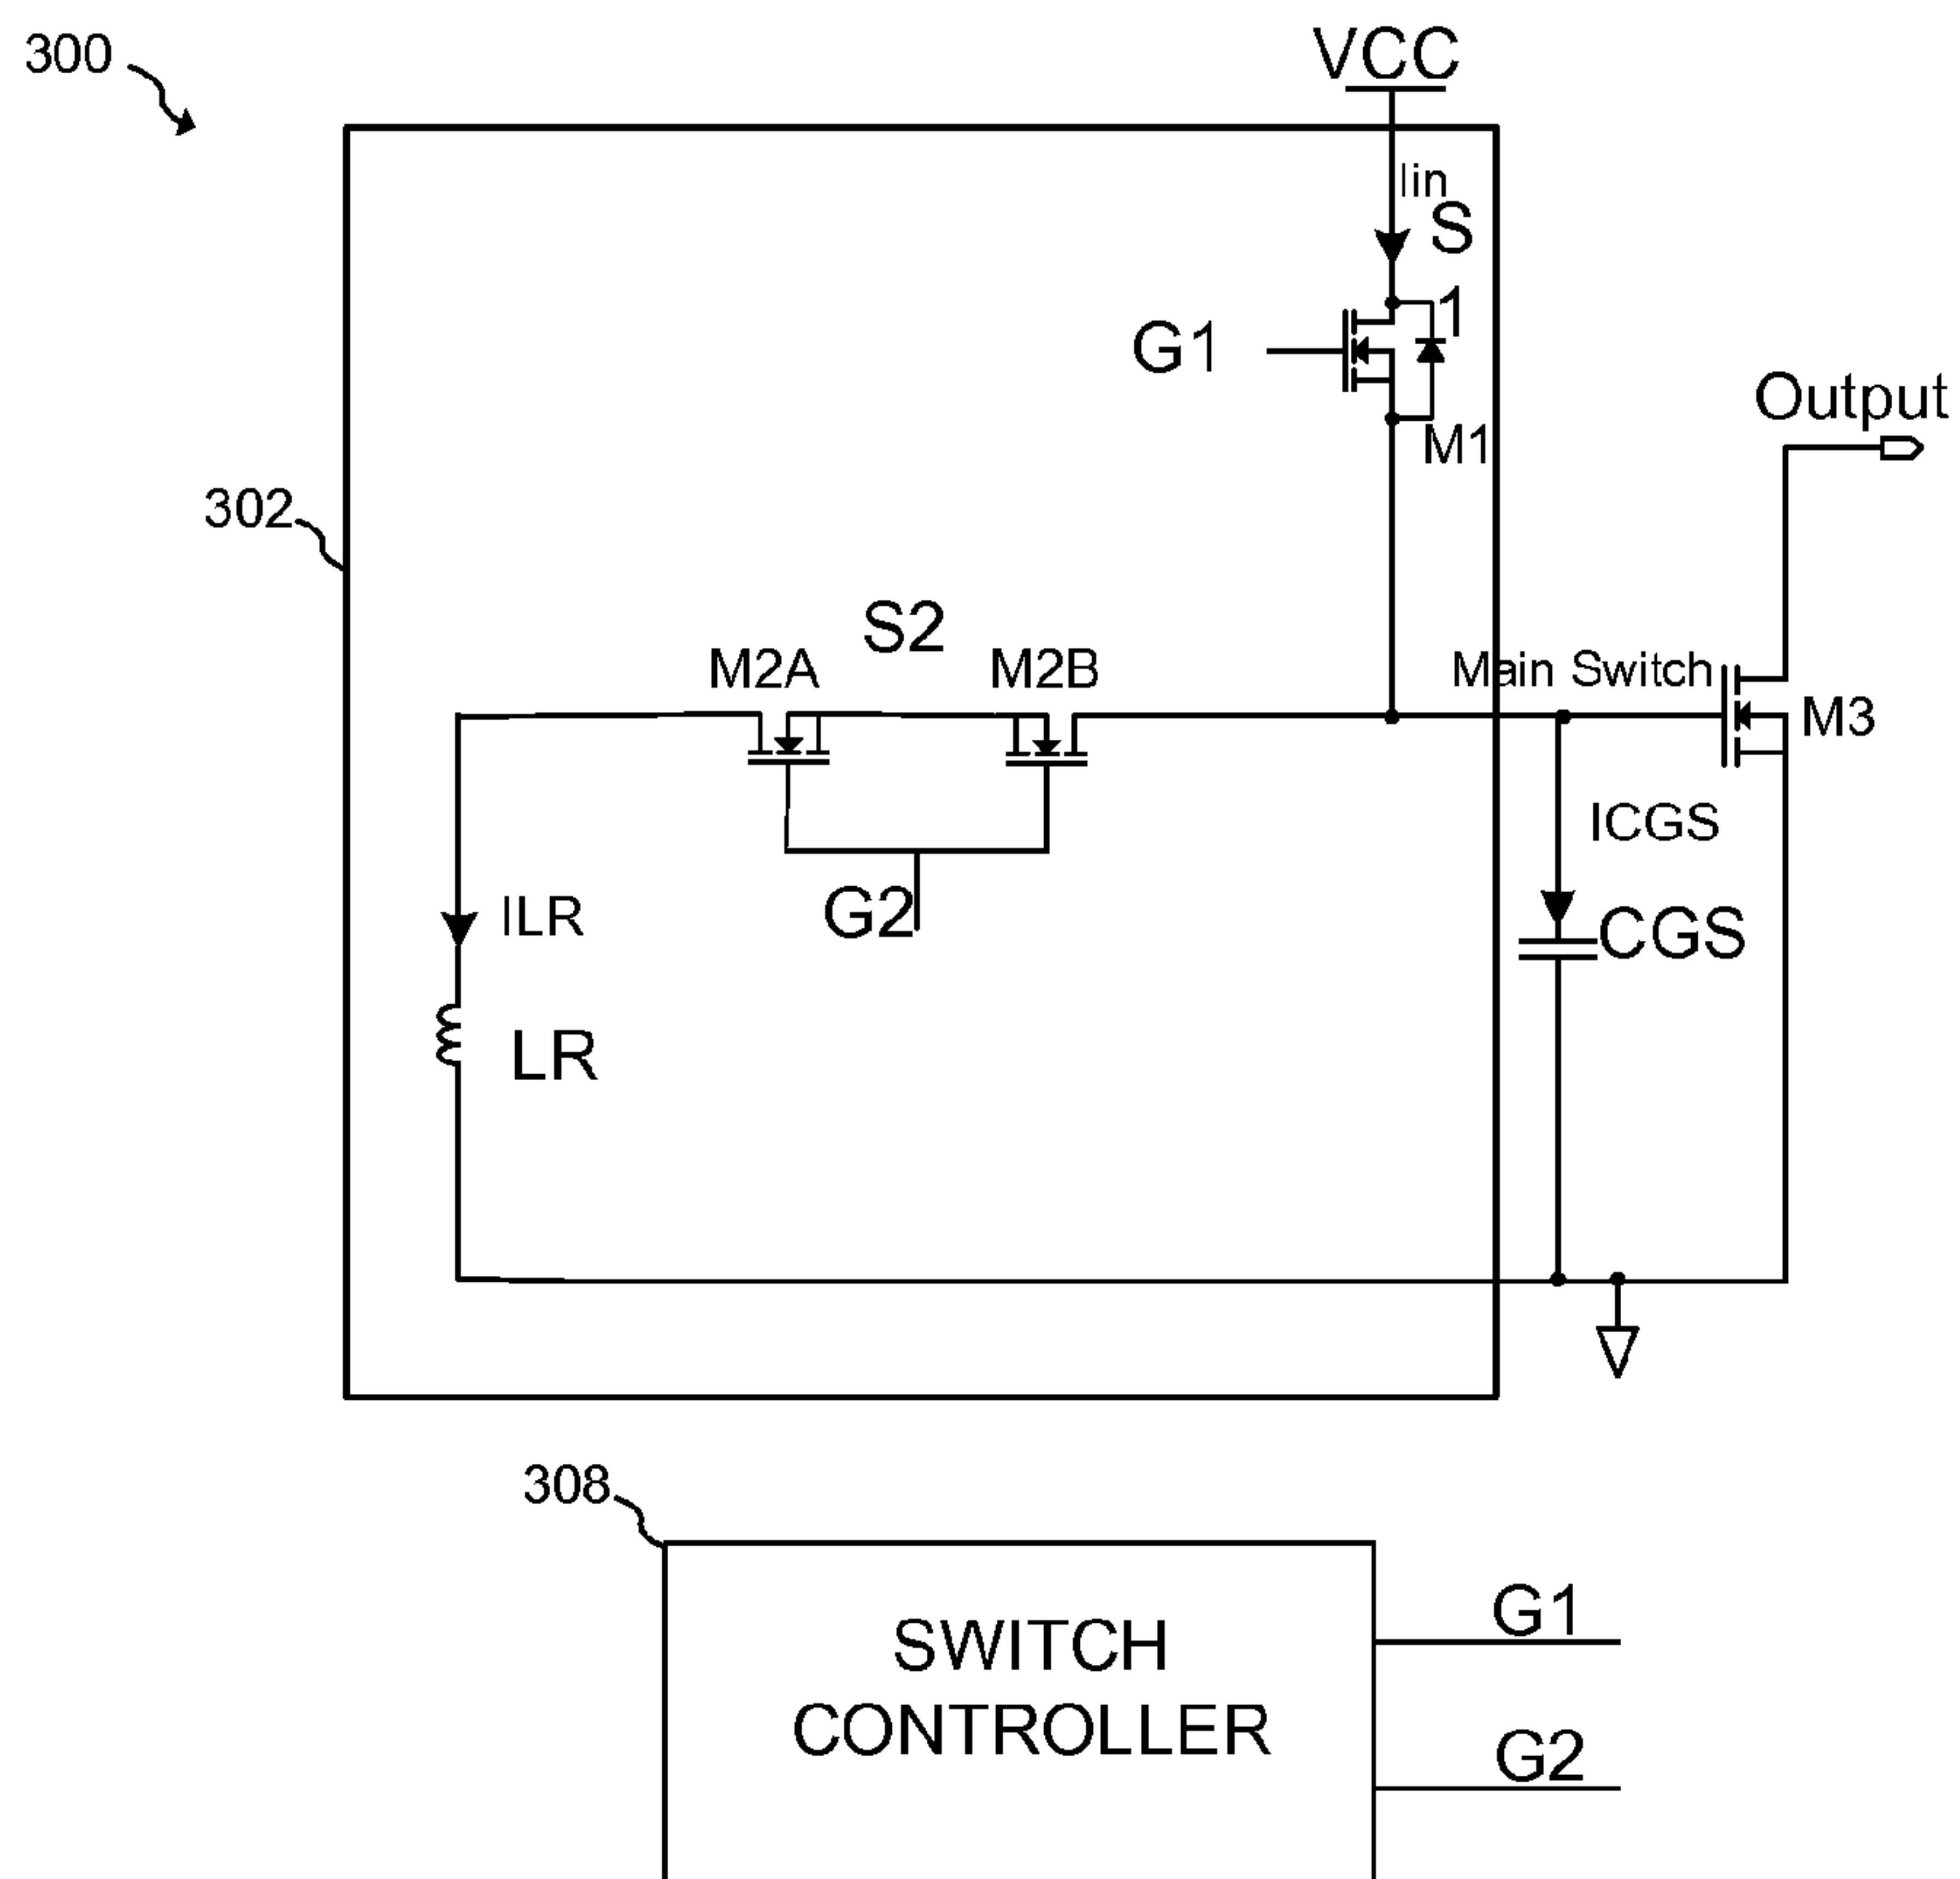 300
VCC
Iin
S
1
G1
M1
Output
302
S2
M2A
M2B
Main Switch
M3
ICGS
G2
ILR
CGS
LR
308
SWITCH
CONTROLLER
G1
G2